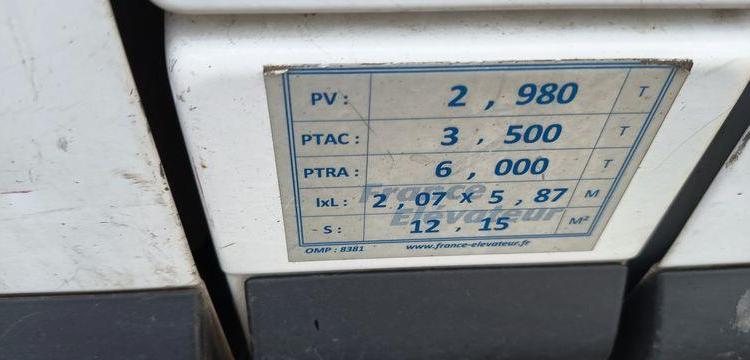 PV : 2 , 980 T
PTAC : 3 , 500 T
PTRA : 6 , 000 T
lxL : 2 , 07 X 5 , 87 M
France
Elevateur
S : 12 , 15 M²
OMP : 8381 www.france-elevateur.fr